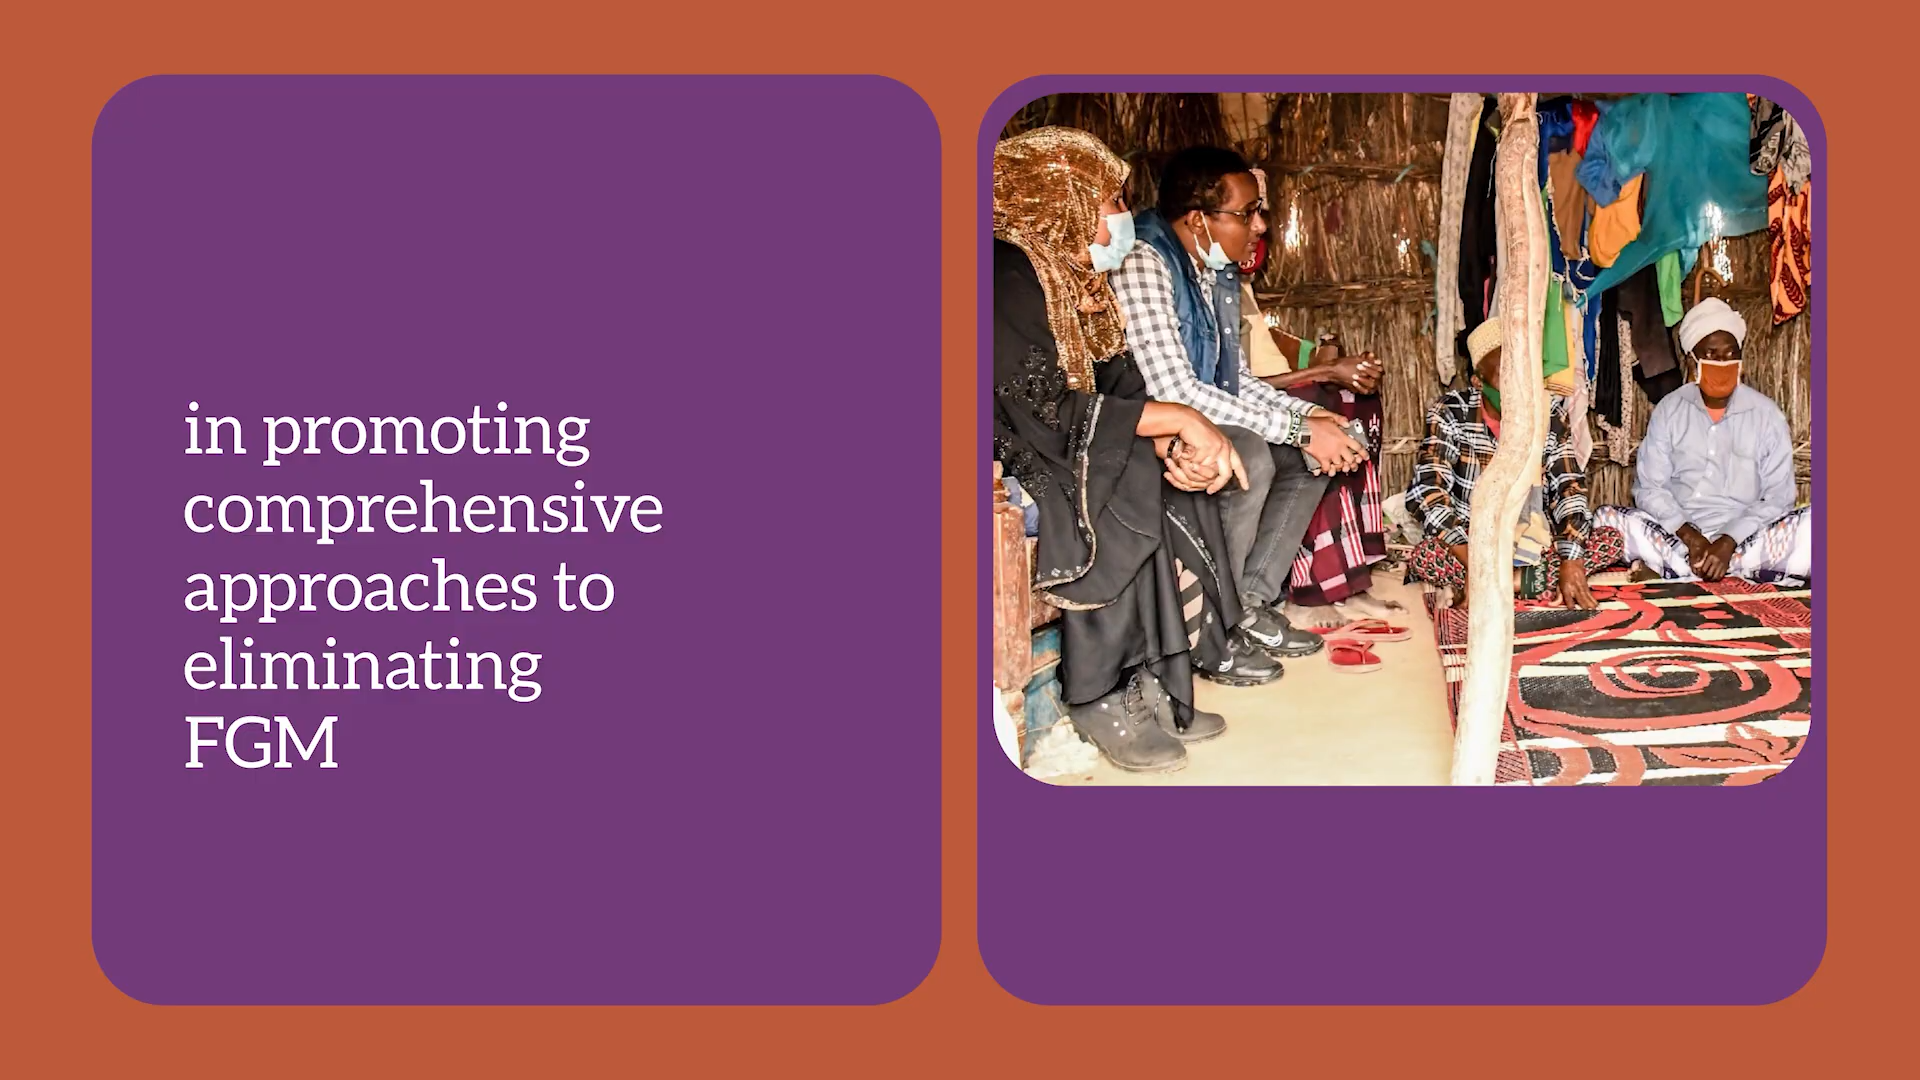 in promoting
comprehensive
approaches to
eliminating
FGM